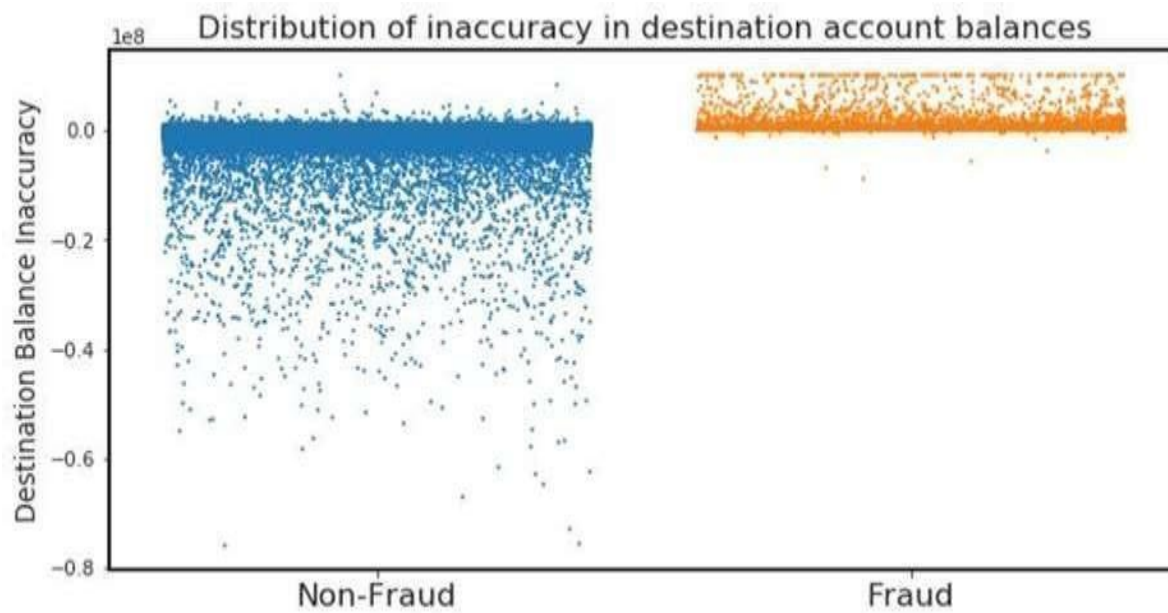 Distribution of inaccuracy in destination account balances
1e8
Destination Balance Inaccuracy
0.0
−0.2
−0.4
−0.6
−0.8
Non-Fraud
Fraud